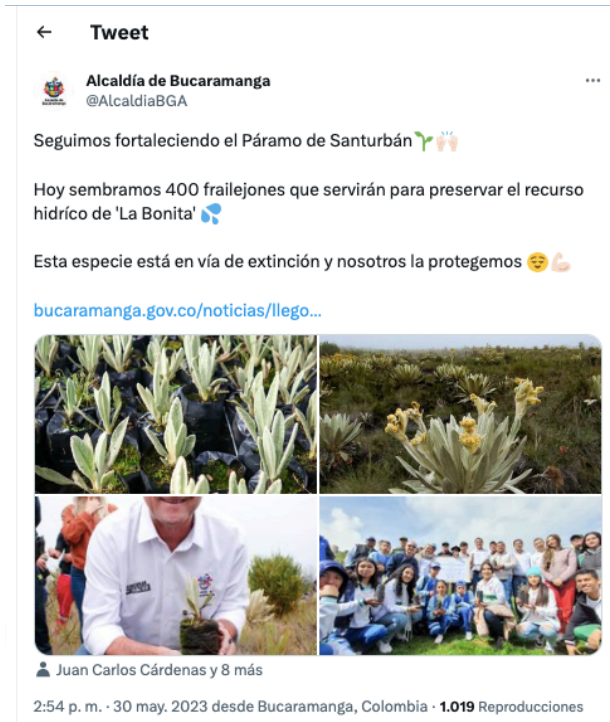 Tweet
Alcaldía de Bucaramanga
@AlcaldiaBGA
Seguimos fortaleciendo el Páramo de Santurbán🌱🙌🏻
Hoy sembramos 400 frailejones que servirán para preservar el recurso
hidríco de 'La Bonita' 💦
Esta especie está en vía de extinción y nosotros la protegemos 😌💪🏻
bucaramanga.gov.co/noticias/llego...
Juan Carlos Cárdenas y 8 más
2:54 p. m. · 30 may. 2023 desde Bucaramanga, Colombia · 1.019 Reproducciones